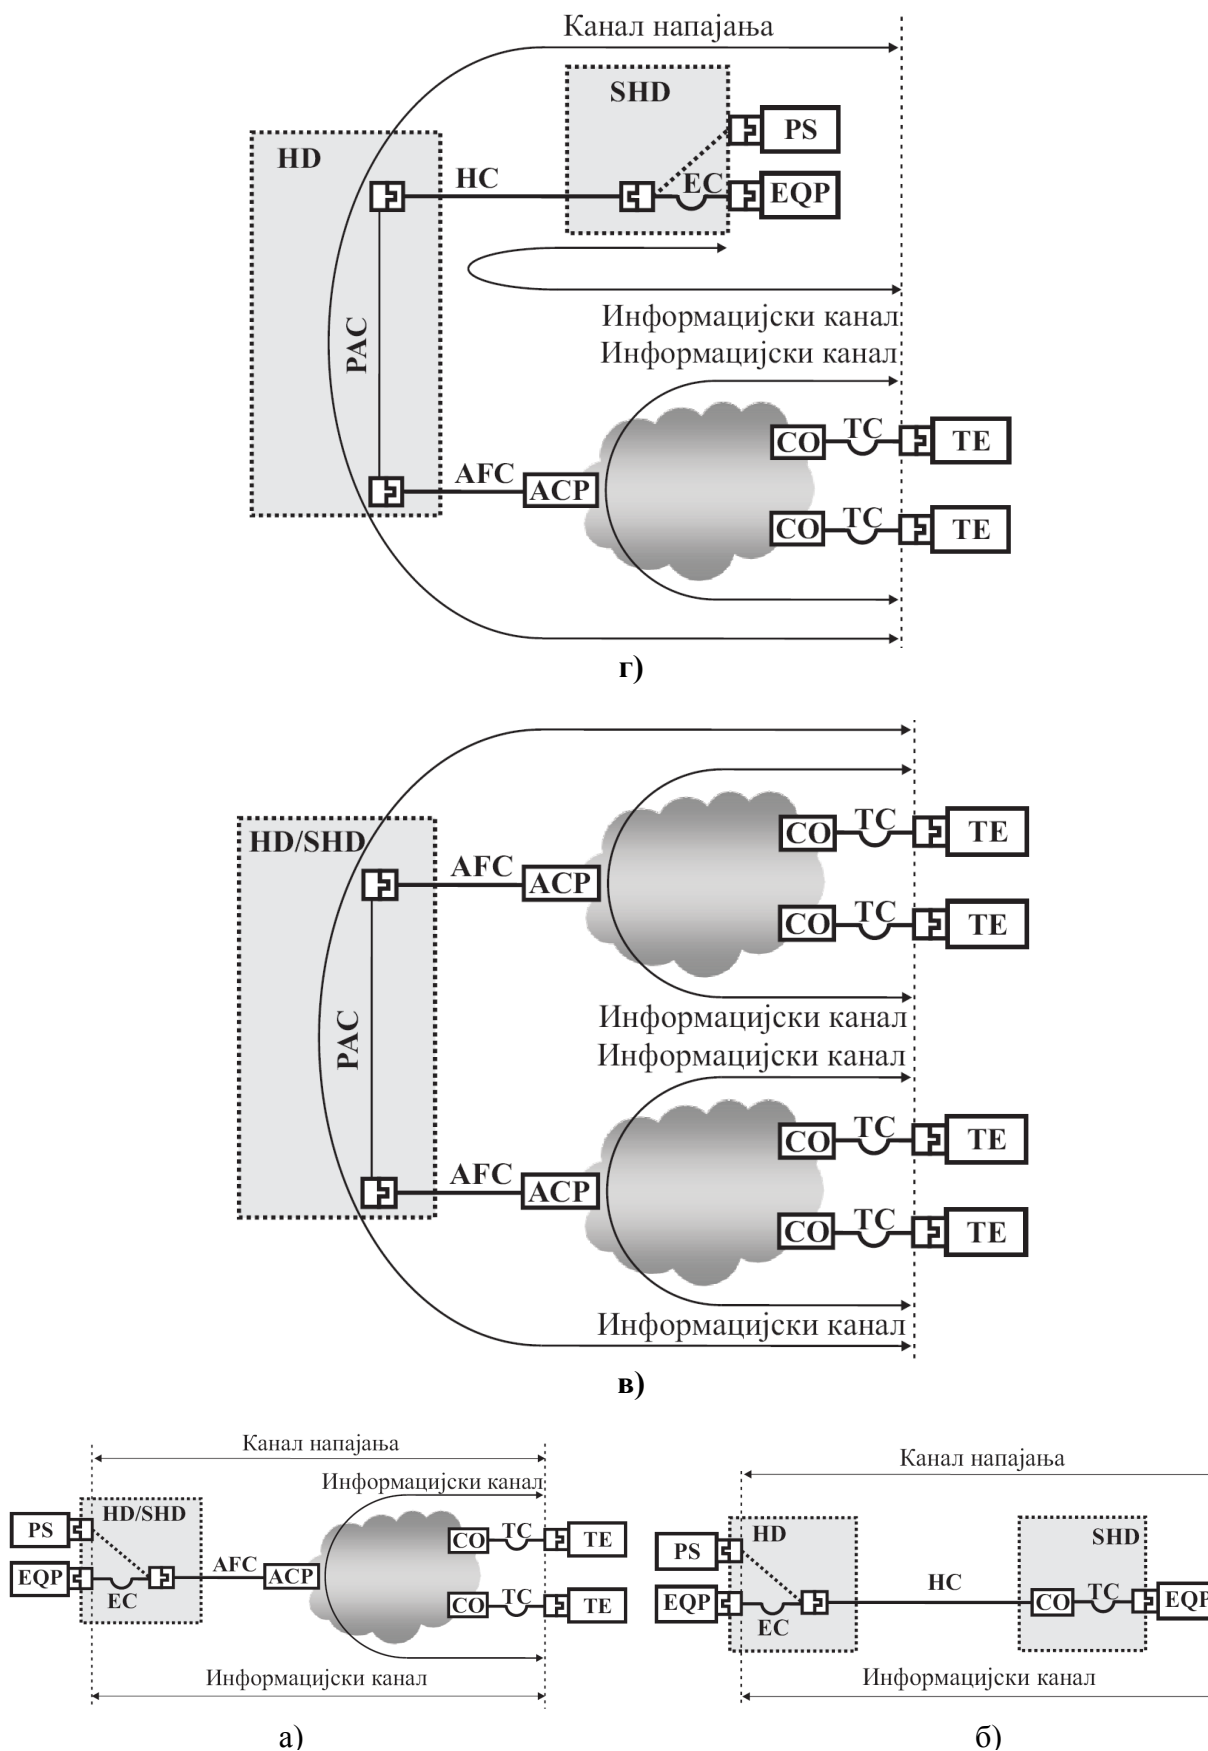 Канал напајања
SHD
PS
HD
HC
EC
EQP
Информацијски канал
PAC
Информацијски канал
CO
TC
TE
AFC
ACP
CO
TC
TE
г)
HD/SHD
CO
TC
TE
AFC
ACP
CO
TC
TE
Информацијски канал
PAC
Информацијски канал
CO
TC
TE
AFC
ACP
CO
TC
TE
Информацијски канал
в)
Канал напајања
Информацијски канал
HD/SHD
PS
CO
TC
TE
AFC
EQP
ACP
EC
CO
TC
TE
Информацијски канал
а)
Канал напајања
HD
SHD
PS
HC
EQP
CO
TC
EQP
EC
Информацијски канал
б)